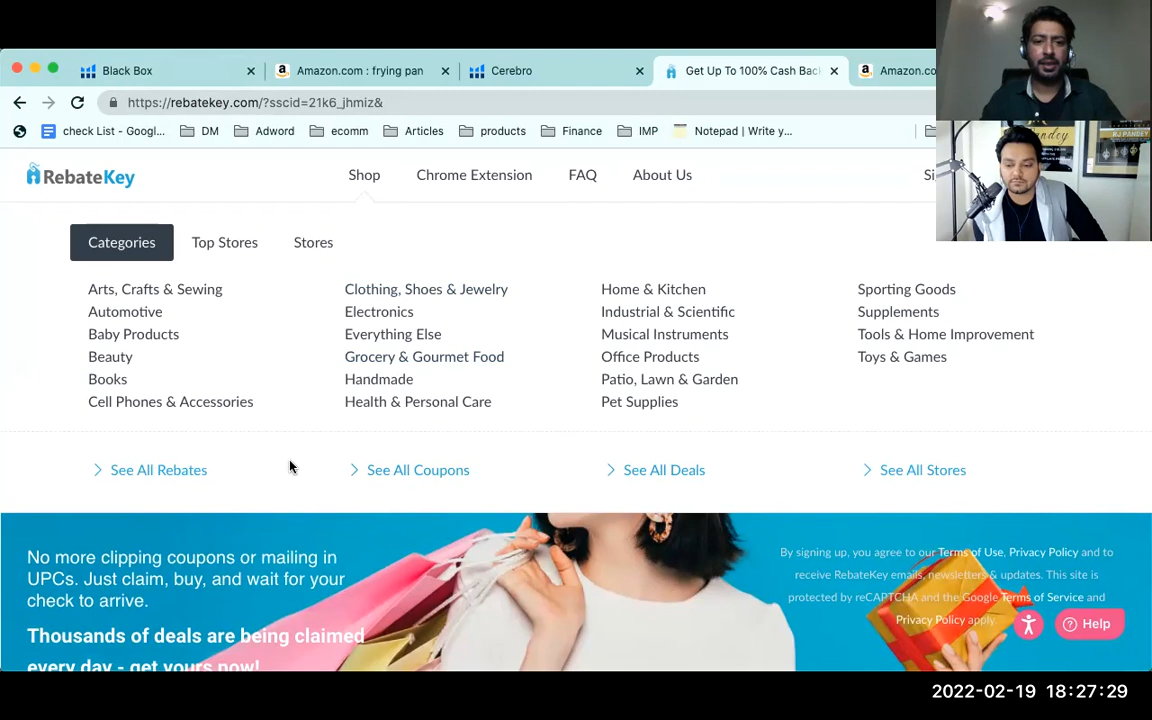 Black Box
Amazon.com : frying pan
Cerebro
Get Up To 100% Cash Bac
Amazon.co
https://rebatekey.com/?sscid=21k6_jhmiz&
check List - Googl...
DM
Adword
ecomm
Articles
products
Finance
IMP
Notepad | Write y...
RebateKey
Shop
Chrome Extension
FAQ
About Us
Si
Categories
Top Stores
Stores
Arts, Crafts & Sewing
Automotive
Baby Products
Beauty
Books
Cell Phones & Accessories
Clothing, Shoes & Jewelry
Electronics
Everything Else
Grocery & Gourmet Food
Handmade
Health & Personal Care
Home & Kitchen
Industrial & Scientific
Musical Instruments
Office Products
Patio, Lawn & Garden
Pet Supplies
Sporting Goods
Supplements
Tools & Home Improvement
Toys & Games
See All Rebates
See All Coupons
See All Deals
See All Stores
No more clipping coupons or mailing in
UPCs. Just claim, buy, and wait for your
check to arrive.
Thousands of deals are being claimed
every day - get yours now!
By signing up, you agree to our Terms of Use, Privacy Policy and to
receive RebateKey emails, newsletters & updates. This site is
protected by reCAPTCHA and the Google Terms of Service and
Privacy Policy apply.
Help
2022-02-19 18:27:29